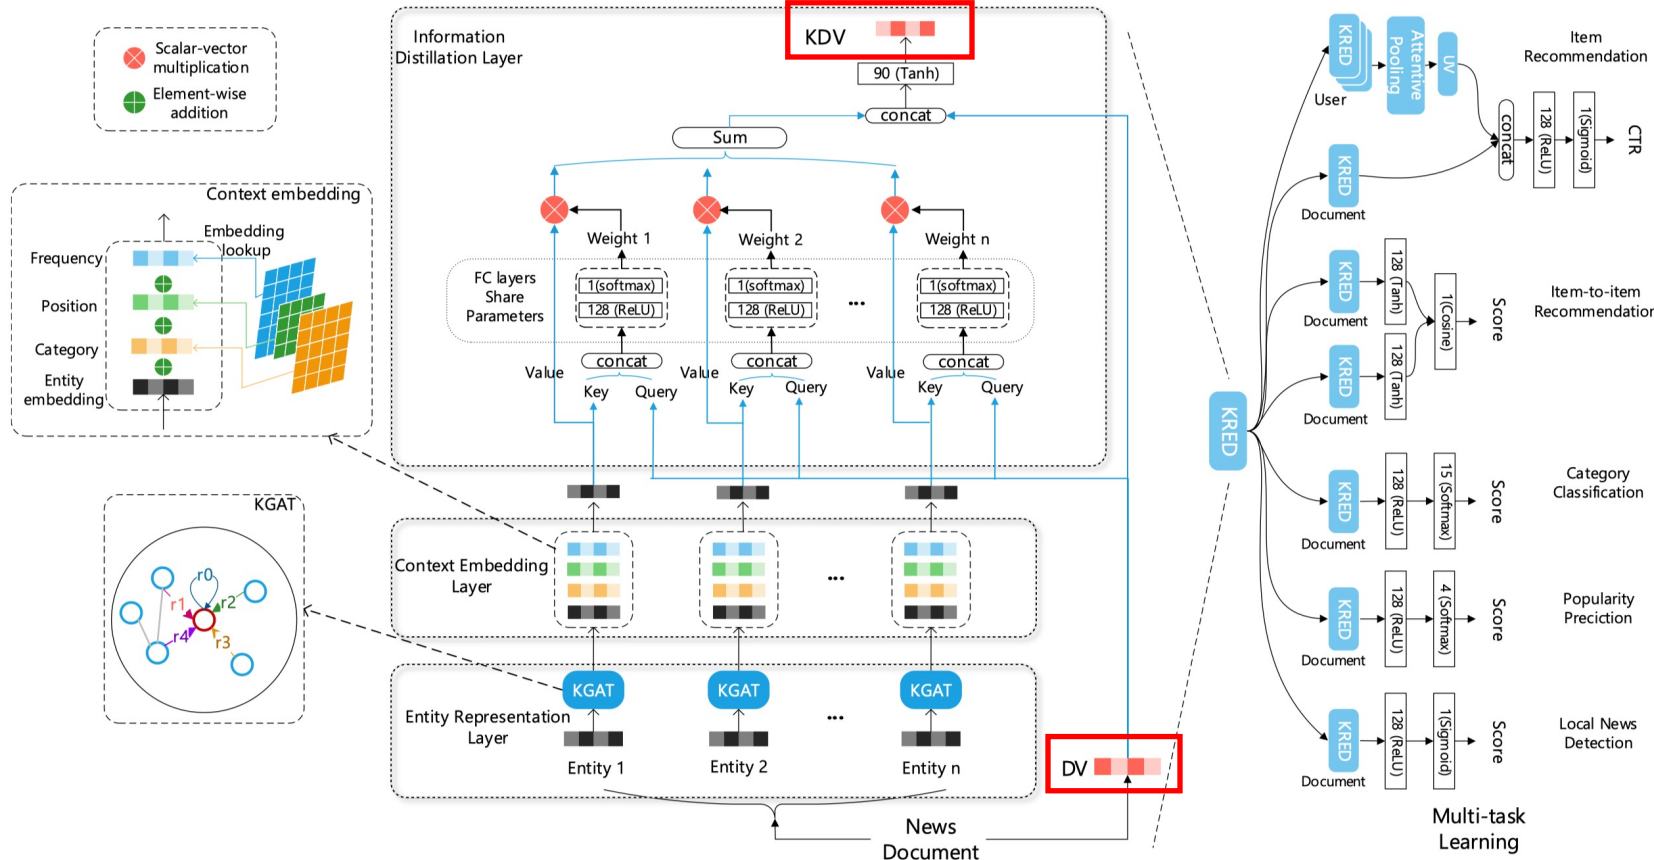 Scalar-vector
multiplication
Element-wise
addition
Context embedding
Embedding
lookup
Frequency
Position
Category
Entity
embedding
KGAT
r0
r1
r2
r3
r4
Information
Distillation Layer
KDV
90 (Tanh)
concat
Sum
Weight 1
Weight 2
Weight n
FC layers
Share
Parameters
1(softmax)
128 (ReLU)
1(softmax)
128 (ReLU)
...
1(softmax)
128 (ReLU)
concat
concat
concat
Value
Key
Query
Value
Key
Query
Value
Key
Query
Context Embedding
Layer
...
Entity Representation
Layer
KGAT
KGAT
KGAT
...
Entity 1
Entity 2
Entity n
DV
News
Document
KRED
KRED
User
Attentive
Pooling
UV
Item
Recommendation
KRED
Document
concat
128 (ReLU)
1(Sigmoid)
CTR
KRED
Document
128 (Tanh)
KRED
Document
128 (Tanh)
1(Cosine)
Score
Item-to-item
Recommendation
KRED
Document
128 (ReLU)
15 (Softmax)
Score
Category
Classification
KRED
Document
128 (ReLU)
4 (Softmax)
Score
Popularity
Preciction
KRED
Document
128 (ReLU)
1(Sigmoid)
Score
Local News
Detection
Multi-task
Learning